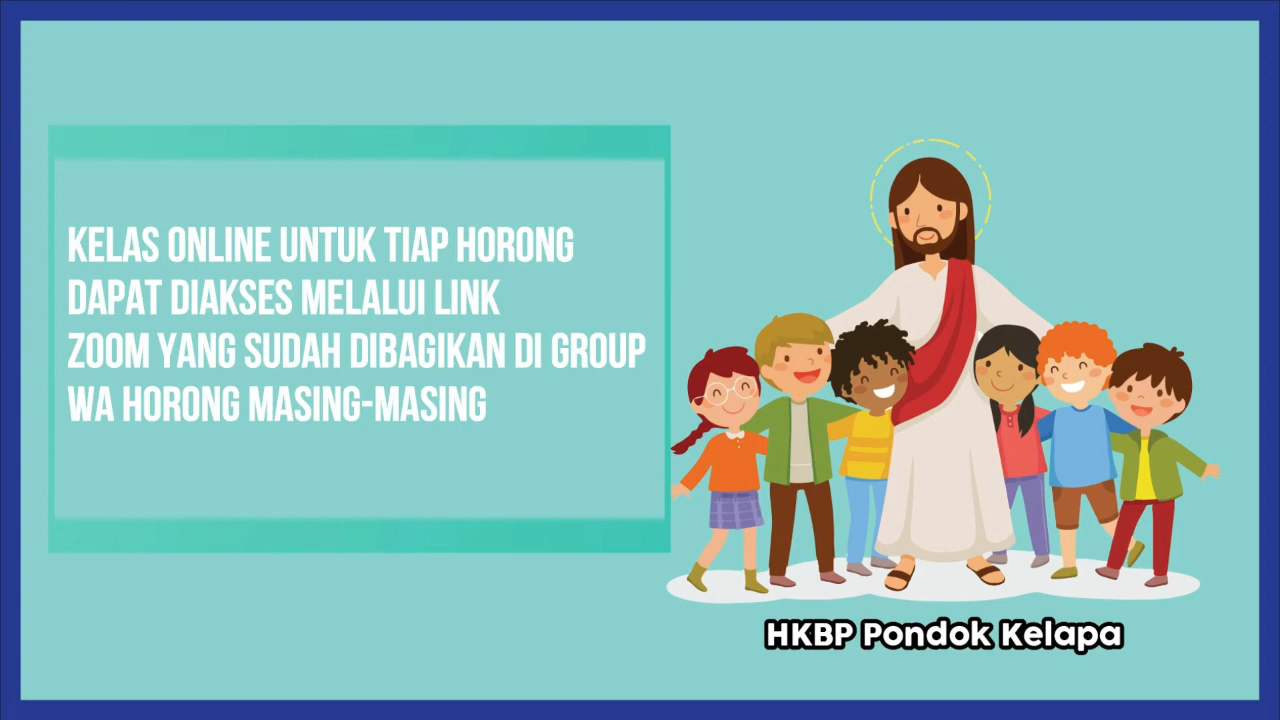 KELAS ONLINE UNTUK TIAP HORONG
DAPAT DIAKSES MELALUI LINK
ZOOM YANG SUDAH DIBAGIKAN DI GROUP
WA HORONG MASING-MASING
HKBP Pondok Kelapa